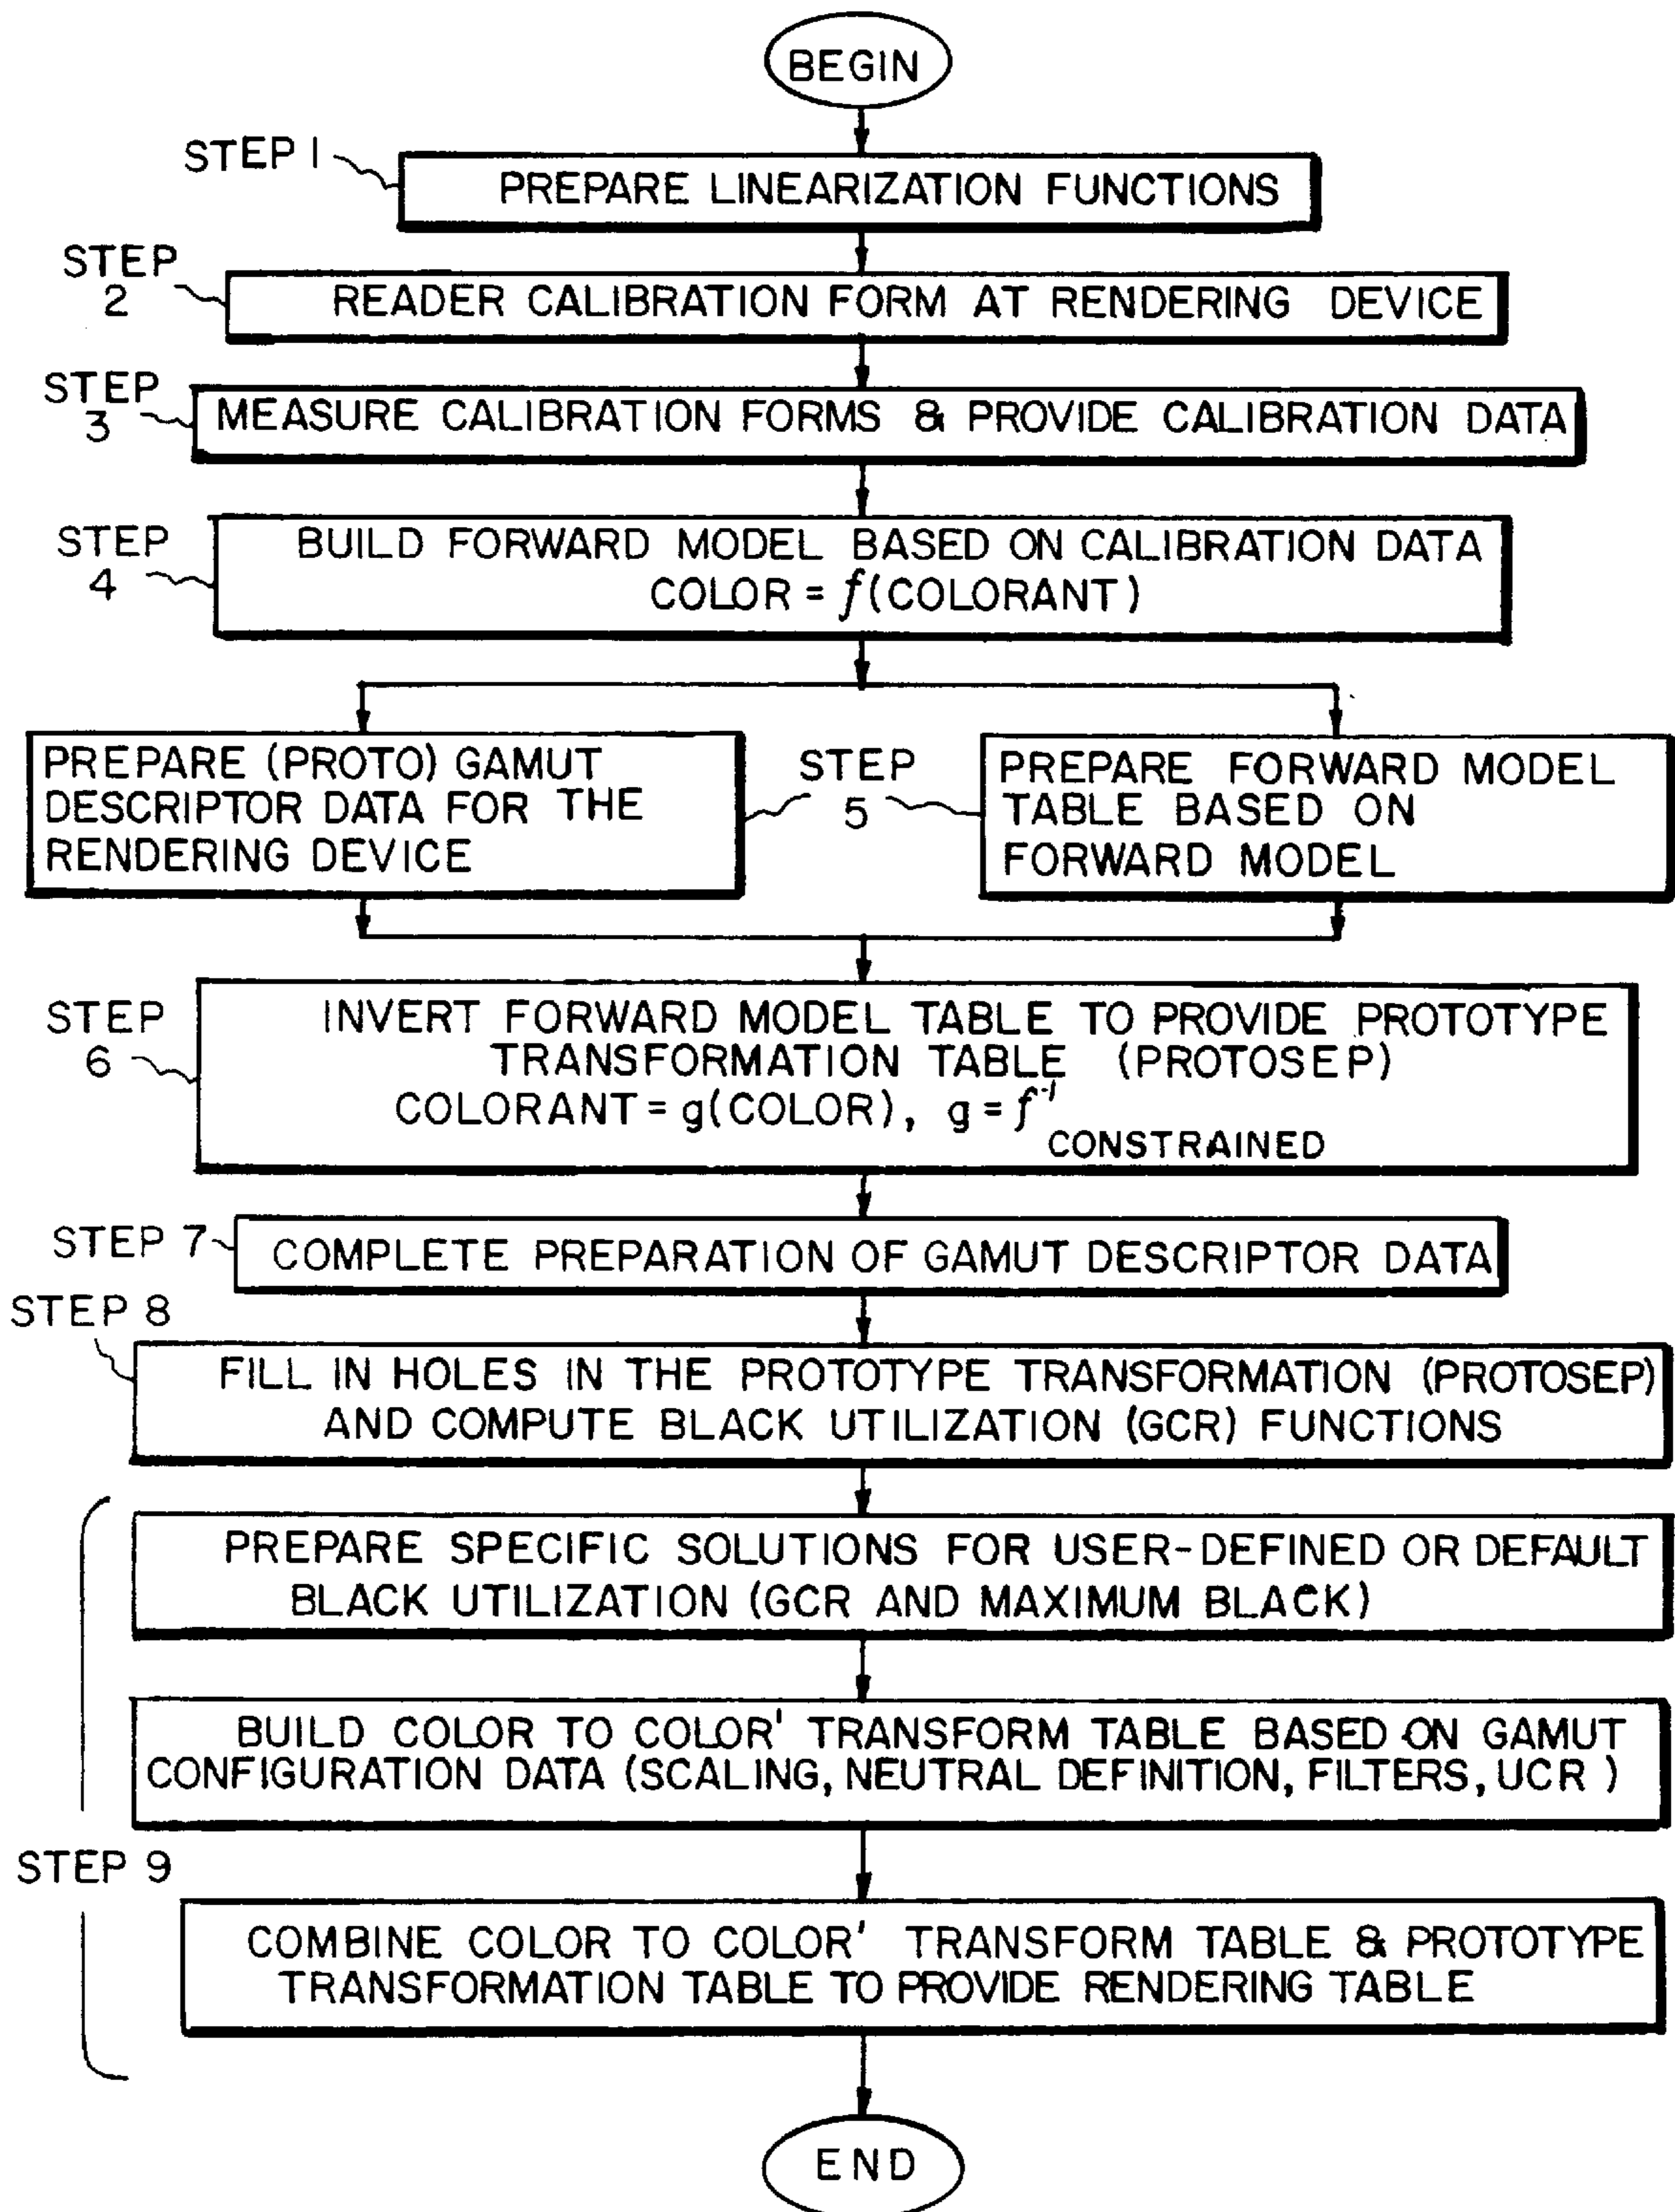 BEGIN
STEP 1
PREPARE LINEARIZATION FUNCTIONS
STEP
2
READER CALIBRATION FORM AT RENDERING DEVICE
STEP
3
MEASURE CALIBRATION FORMS & PROVIDE CALIBRATION DATA
STEP
4
BUILD FORWARD MODEL BASED ON CALIBRATION DATA
COLOR = f(COLORANT)
PREPARE (PROTO) GAMUT
DESCRIPTOR DATA FOR THE
RENDERING DEVICE
STEP
5
PREPARE FORWARD MODEL
TABLE BASED ON
FORWARD MODEL
STEP
6
INVERT FORWARD MODEL TABLE TO PROVIDE PROTOTYPE
TRANSFORMATION TABLE (PROTOSEP)
COLORANT = g(COLOR), g = f⁻¹
CONSTRAINED
STEP 7
COMPLETE PREPARATION OF GAMUT DESCRIPTOR DATA
STEP 8
FILL IN HOLES IN THE PROTOTYPE TRANSFORMATION (PROTOSEP)
AND COMPUTE BLACK UTILIZATION (GCR) FUNCTIONS
PREPARE SPECIFIC SOLUTIONS FOR USER-DEFINED OR DEFAULT
BLACK UTILIZATION (GCR AND MAXIMUM BLACK)
BUILD COLOR TO COLOR' TRANSFORM TABLE BASED ON GAMUT
CONFIGURATION DATA (SCALING, NEUTRAL DEFINITION, FILTERS, UCR )
STEP 9
COMBINE COLOR TO COLOR' TRANSFORM TABLE & PROTOTYPE
TRANSFORMATION TABLE TO PROVIDE RENDERING TABLE
END